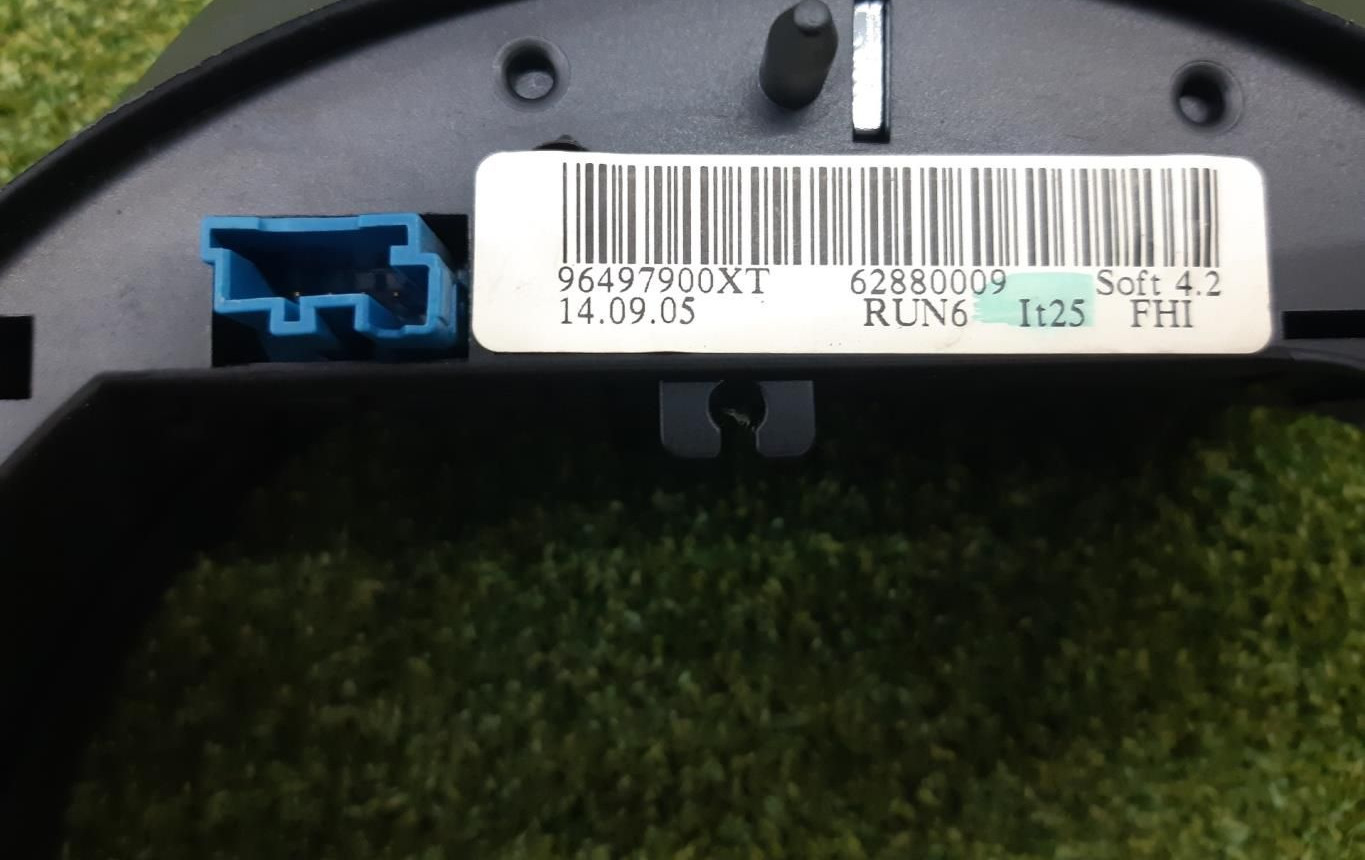 96497900XT 62880009 Soft 4.2
14.09.05 RUN6 It25 FHI